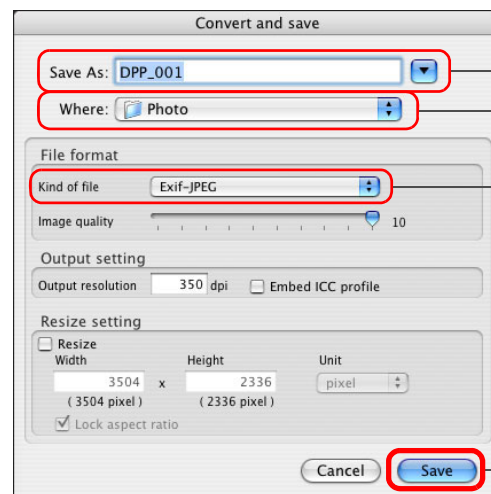 Convert and save
Save As: DPP_001
Where: Photo
File format
Kind of file Exif-JPEG
Image quality 10
Output setting
Output resolution 350 dpi Embed ICC profile
Resize setting
Resize
Width Height Unit
3504 x 2336 pixel
( 3504 pixel ) ( 2336 pixel )
Lock aspect ratio
Cancel Save